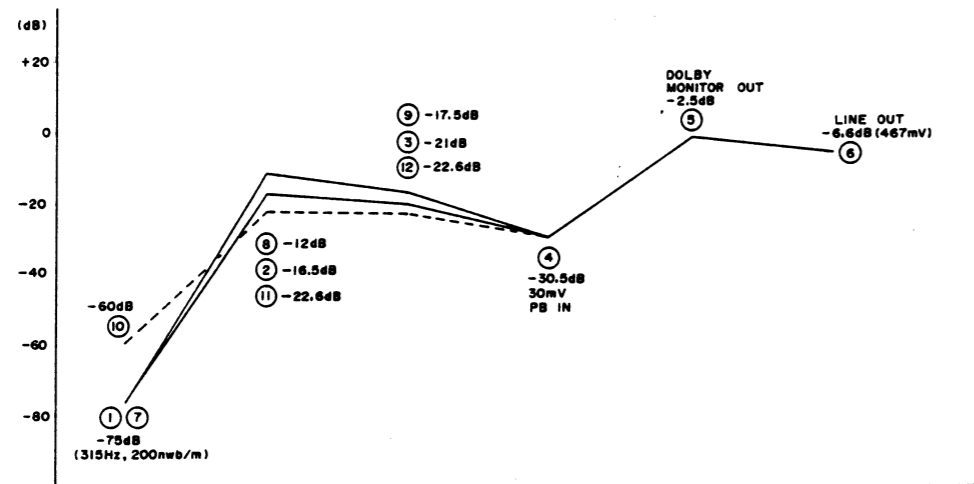 (dB)
+20
0
-20
-40
-60
-80
⑨ -17.5dB
③ -21dB
⑫ -22.6dB
⑧ -12dB
② -16.5dB
⑪ -22.6dB
-60dB
⑩
① ⑦
-75dB
(315Hz, 200nwb/m)
④
-30.5dB
30mV
PB IN
DOLBY
MONITOR OUT
-2.5dB
⑤
LINE OUT
-6.6dB (467mV)
⑥